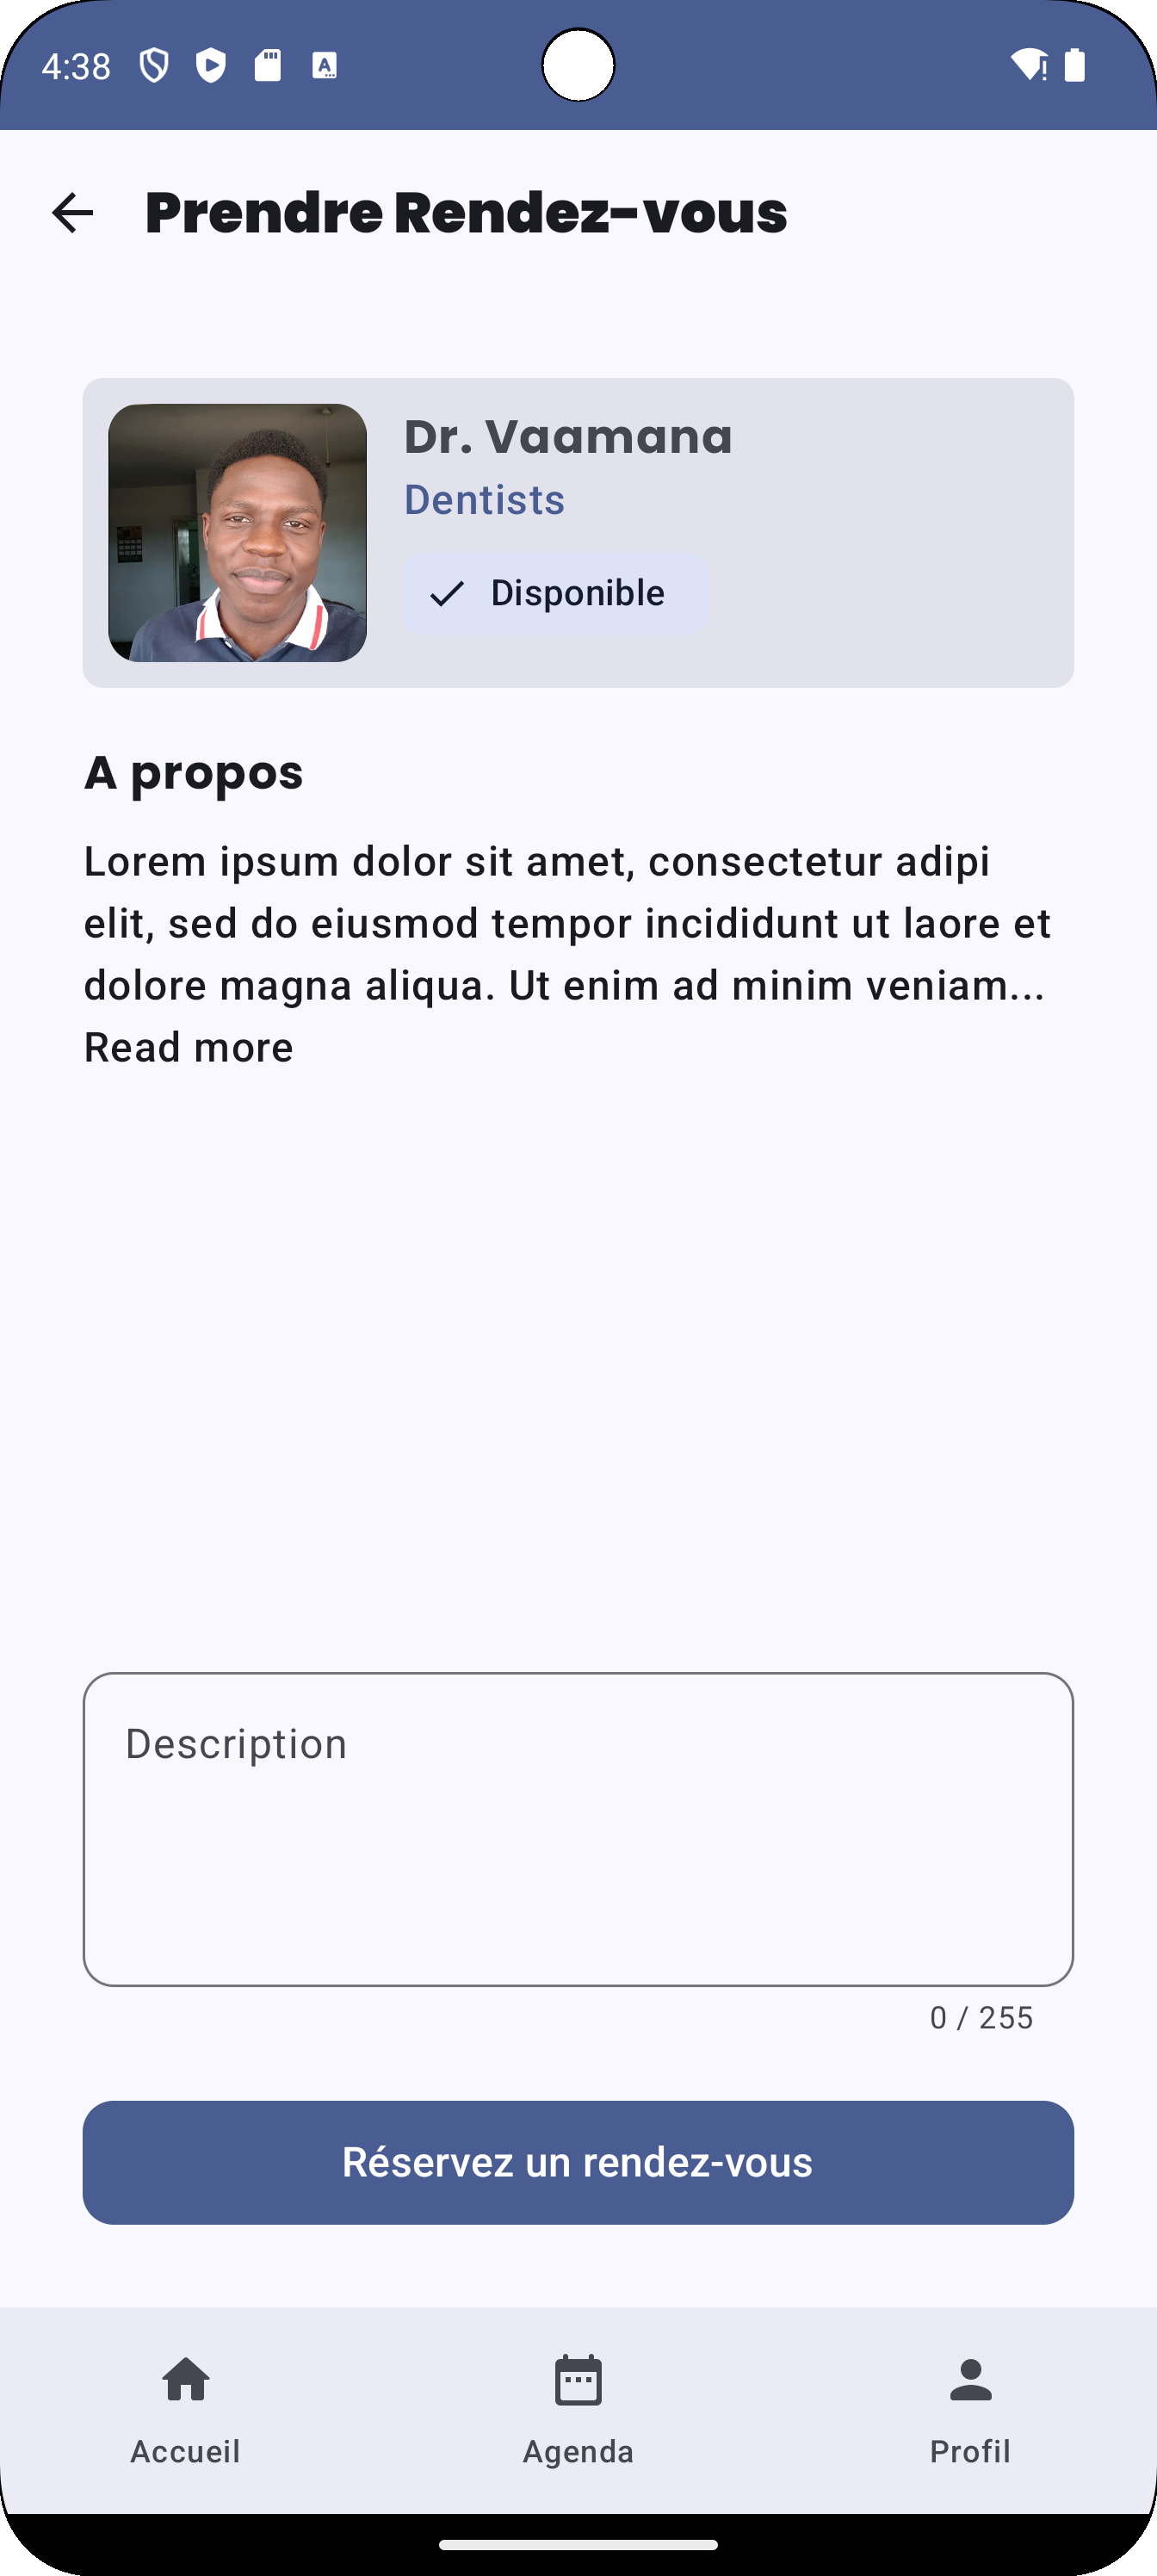 4:38
Prendre Rendez-vous
Dr. Vaamana
Dentists
Disponible
A propos
Lorem ipsum dolor sit amet, consectetur adipi
elit, sed do eiusmod tempor incididunt ut laore et
dolore magna aliqua. Ut enim ad minim veniam...
Read more
Description
0 / 255
Réservez un rendez-vous
Accueil
Agenda
Profil